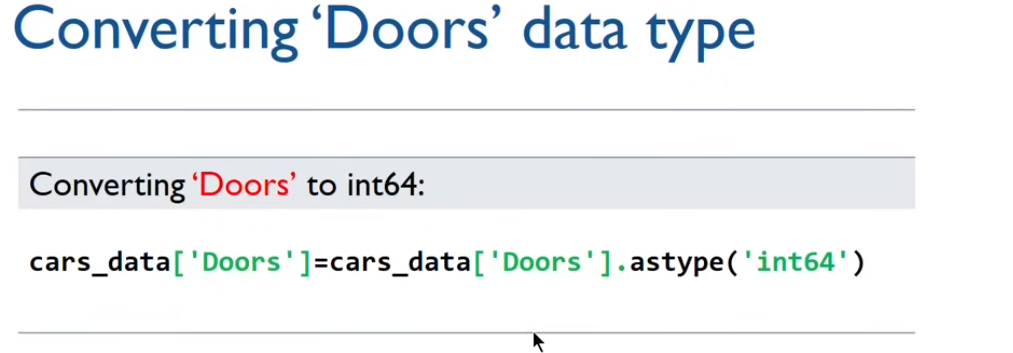 Converting ‘Doors’ data type
Converting ‘Doors’ to int64:
cars_data['Doors']=cars_data['Doors'].astype('int64')